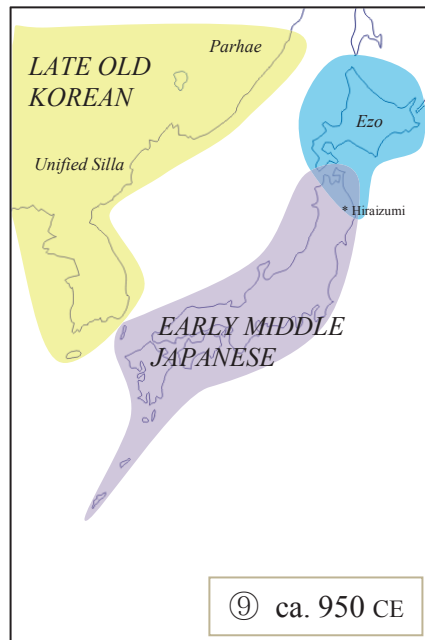 Parhae
LATE OLD
KOREAN
Ezo
Unified Silla
* Hiraizumi
EARLY MIDDLE
JAPANESE
⑨ ca. 950 CE